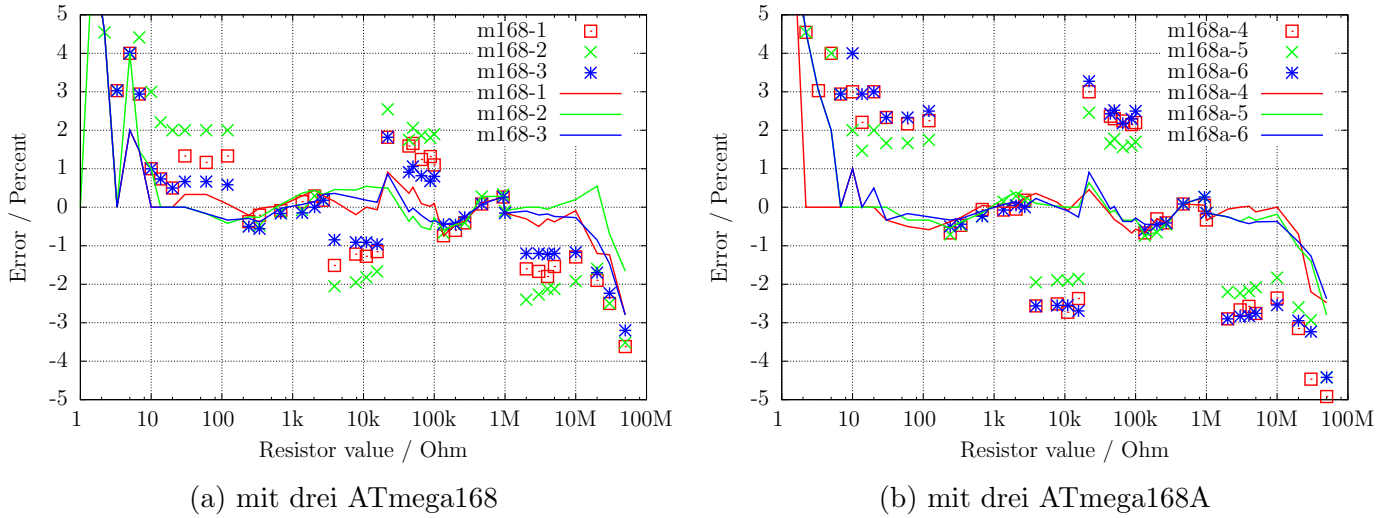 5
4
3
2
1
0
-1
-2
-3
-4
-5
Error / Percent
1
10
100
1k
10k
100k
1M
10M
100M
Resistor value / Ohm
m168-1
m168-2
m168-3
m168-1
m168-2
m168-3
(a) mit drei ATmega168
5
4
3
2
1
0
-1
-2
-3
-4
-5
Error / Percent
1
10
100
1k
10k
100k
1M
10M
100M
Resistor value / Ohm
m168a-4
m168a-5
m168a-6
m168a-4
m168a-5
m168a-6
(b) mit drei ATmega168A